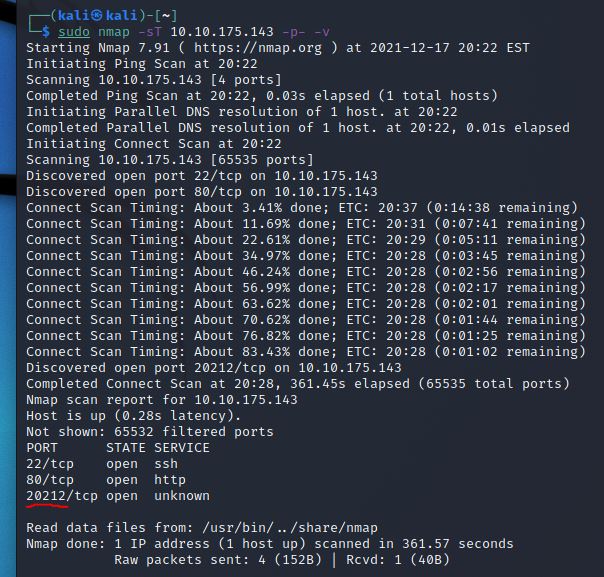 ┌──(kali㉿kali)-[~]
└─$ sudo nmap -sT 10.10.175.143 -p- -v
Starting Nmap 7.91 ( https://nmap.org ) at 2021-12-17 20:22 EST
Initiating Ping Scan at 20:22
Scanning 10.10.175.143 [4 ports]
Completed Ping Scan at 20:22, 0.03s elapsed (1 total hosts)
Initiating Parallel DNS resolution of 1 host. at 20:22
Completed Parallel DNS resolution of 1 host. at 20:22, 0.01s elapsed
Initiating Connect Scan at 20:22
Scanning 10.10.175.143 [65535 ports]
Discovered open port 22/tcp on 10.10.175.143
Discovered open port 80/tcp on 10.10.175.143
Connect Scan Timing: About 3.41% done; ETC: 20:37 (0:14:38 remaining)
Connect Scan Timing: About 11.69% done; ETC: 20:31 (0:07:41 remaining)
Connect Scan Timing: About 22.61% done; ETC: 20:29 (0:05:11 remaining)
Connect Scan Timing: About 34.97% done; ETC: 20:28 (0:03:45 remaining)
Connect Scan Timing: About 46.24% done; ETC: 20:28 (0:02:56 remaining)
Connect Scan Timing: About 56.99% done; ETC: 20:28 (0:02:17 remaining)
Connect Scan Timing: About 63.62% done; ETC: 20:28 (0:02:01 remaining)
Connect Scan Timing: About 70.62% done; ETC: 20:28 (0:01:44 remaining)
Connect Scan Timing: About 76.82% done; ETC: 20:28 (0:01:25 remaining)
Connect Scan Timing: About 83.43% done; ETC: 20:28 (0:01:02 remaining)
Discovered open port 20212/tcp on 10.10.175.143
Completed Connect Scan at 20:28, 361.45s elapsed (65535 total ports)
Nmap scan report for 10.10.175.143
Host is up (0.28s latency).
Not shown: 65532 filtered ports
PORT      STATE SERVICE
22/tcp    open  ssh
80/tcp    open  http
20212/tcp open  unknown
Read data files from: /usr/bin/../share/nmap
Nmap done: 1 IP address (1 host up) scanned in 361.57 seconds
Raw packets sent: 4 (152B) | Rcvd: 1 (40B)